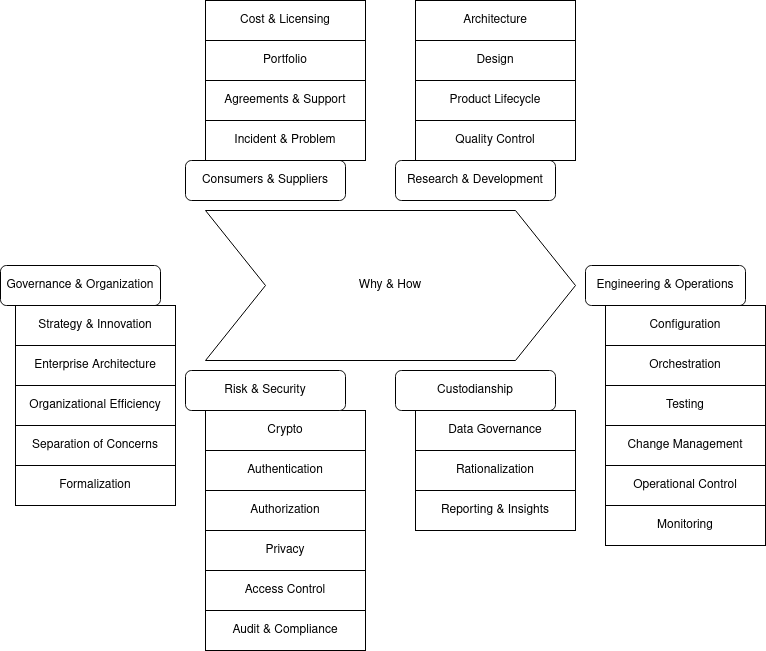 Cost & Licensing
Portfolio
Agreements & Support
Incident & Problem
Consumers & Suppliers
Architecture
Design
Product Lifecycle
Quality Control
Research & Development
Why & How
Governance & Organization
Strategy & Innovation
Enterprise Architecture
Organizational Efficiency
Separation of Concerns
Formalization
Risk & Security
Crypto
Authentication
Authorization
Privacy
Access Control
Audit & Compliance
Custodianship
Data Governance
Rationalization
Reporting & Insights
Engineering & Operations
Configuration
Orchestration
Testing
Change Management
Operational Control
Monitoring